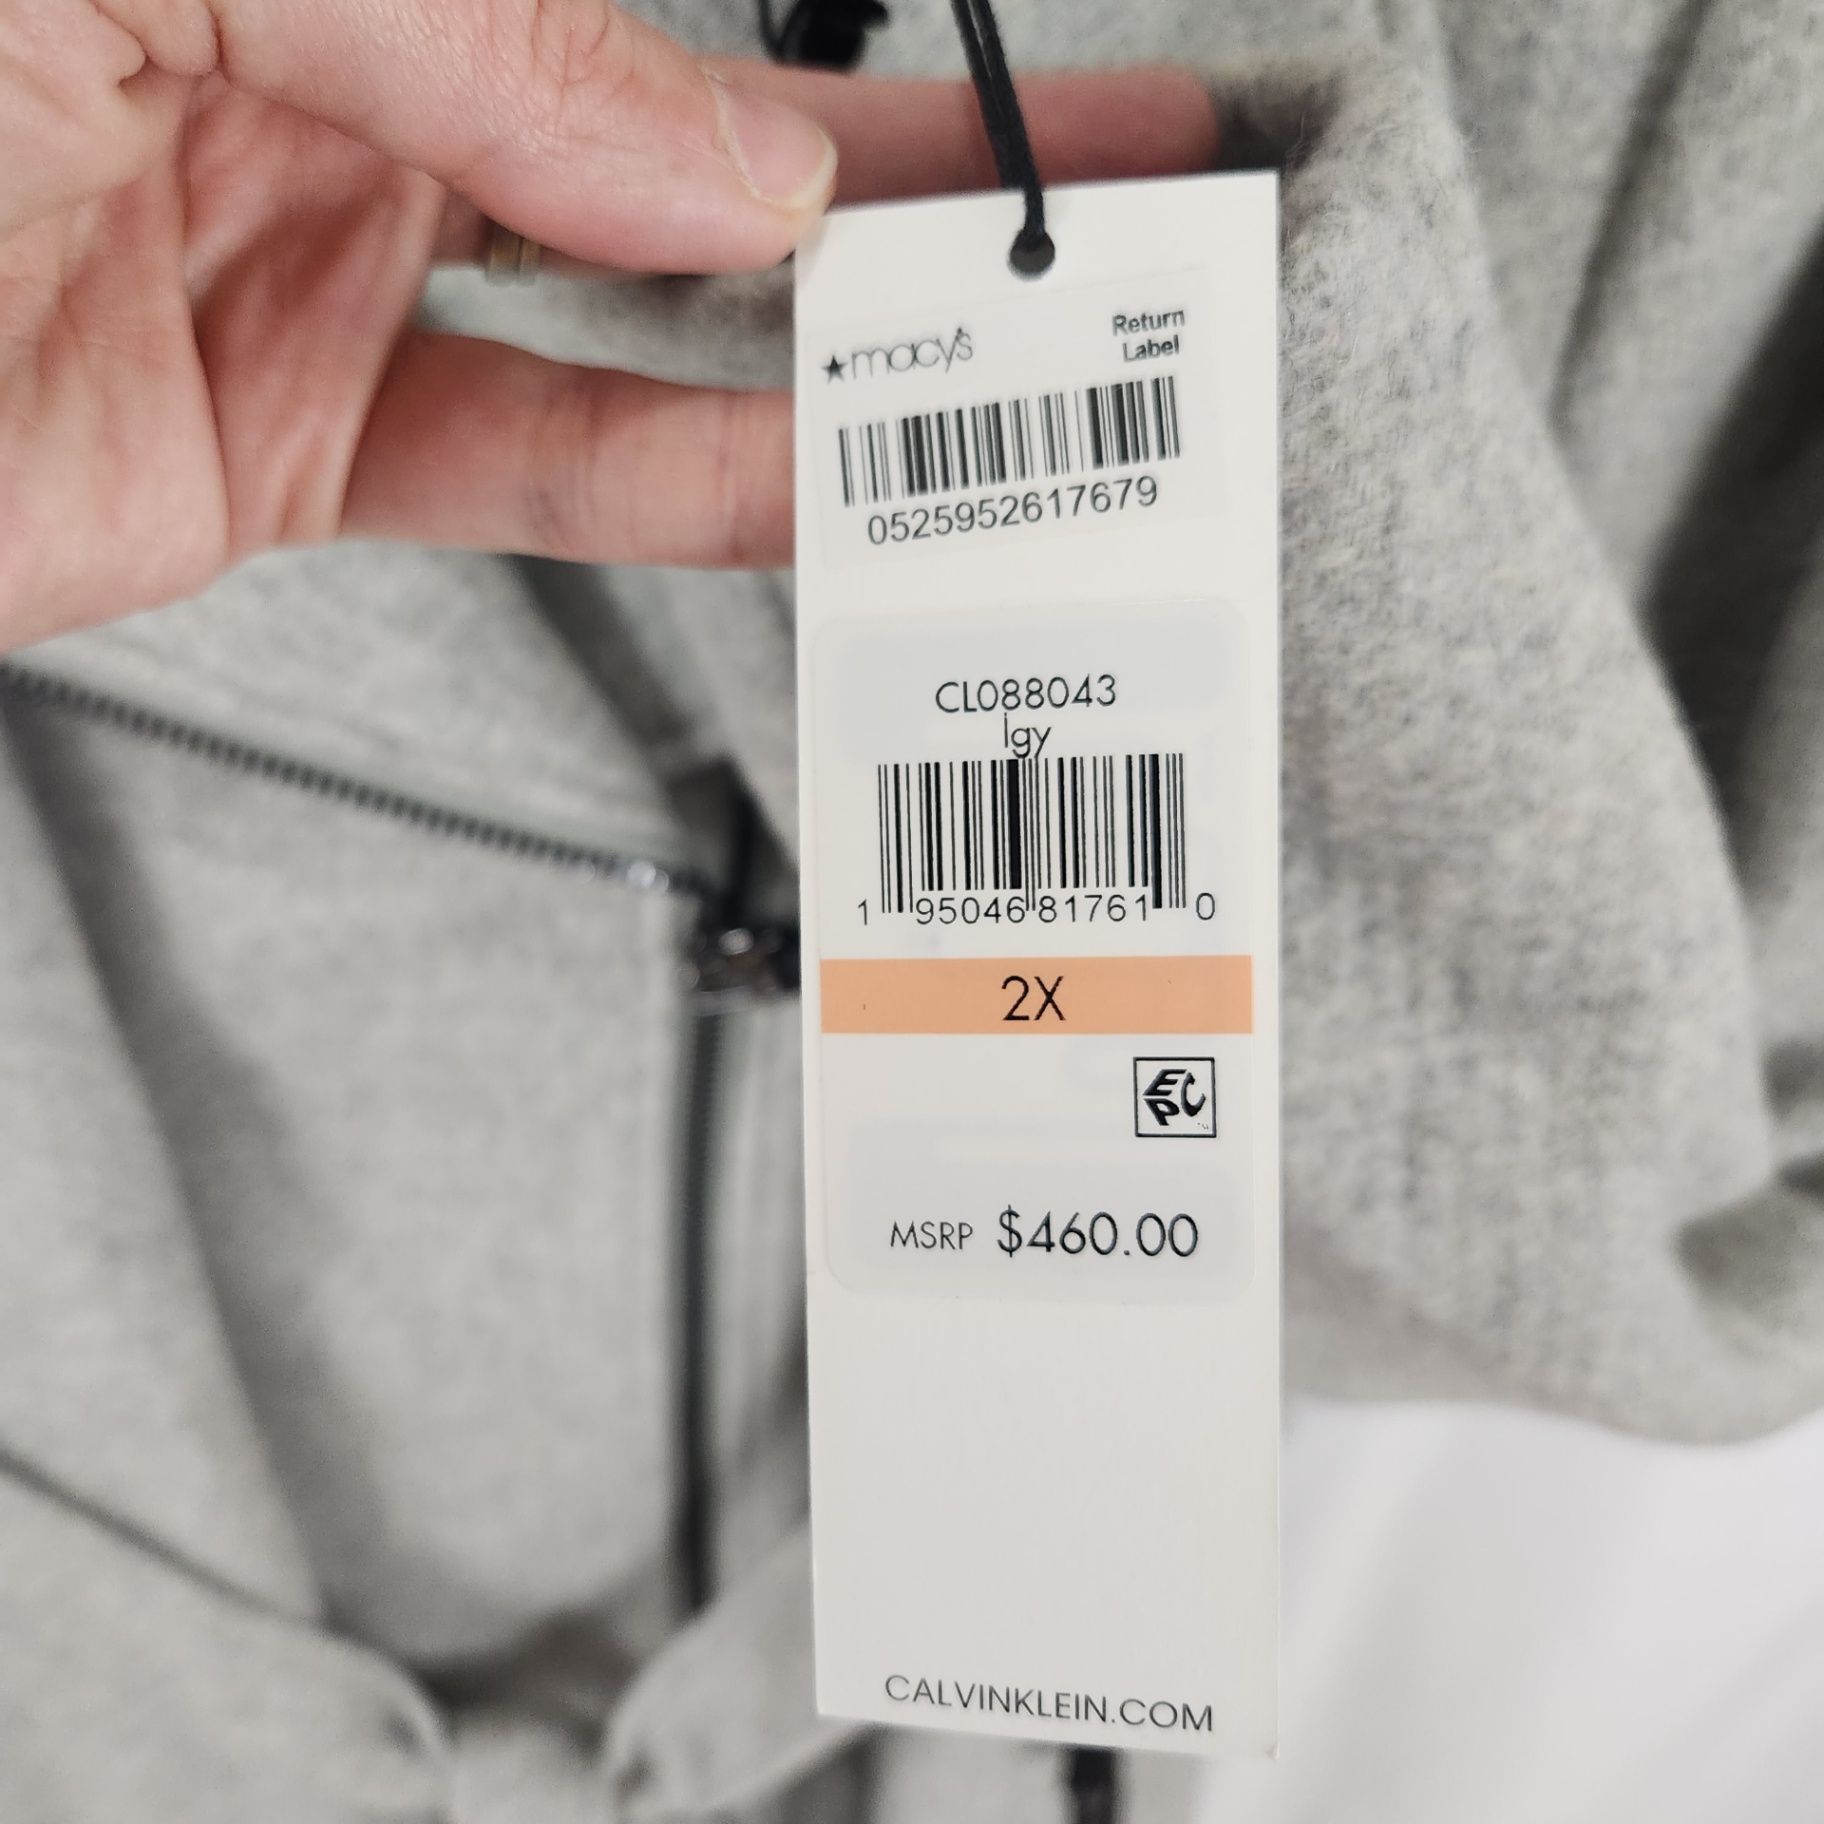 ★macy's
Return
Label
0525952617679
CL088043
lgy
1 95046 81761 0
2X
EPC
MSRP $460.00
CALVINKLEIN.COM